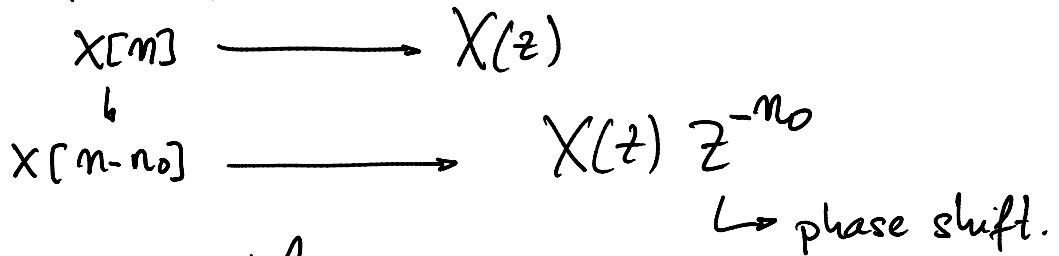 x[n] ⟶ X(z)
x[n-n₀] ⟶ X(z) z^{-n₀}
↳ phase shift.